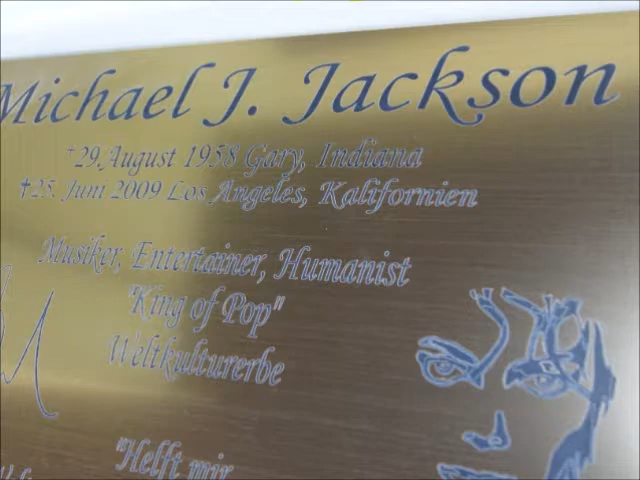 Michael J. Jackson
*29. August 1958 Gary, Indiana
✝25. Juni 2009 Los Angeles, Kalifornien
Musiker, Entertainer, Humanist
"King of Pop"
Weltkulturerbe
"Helft mir